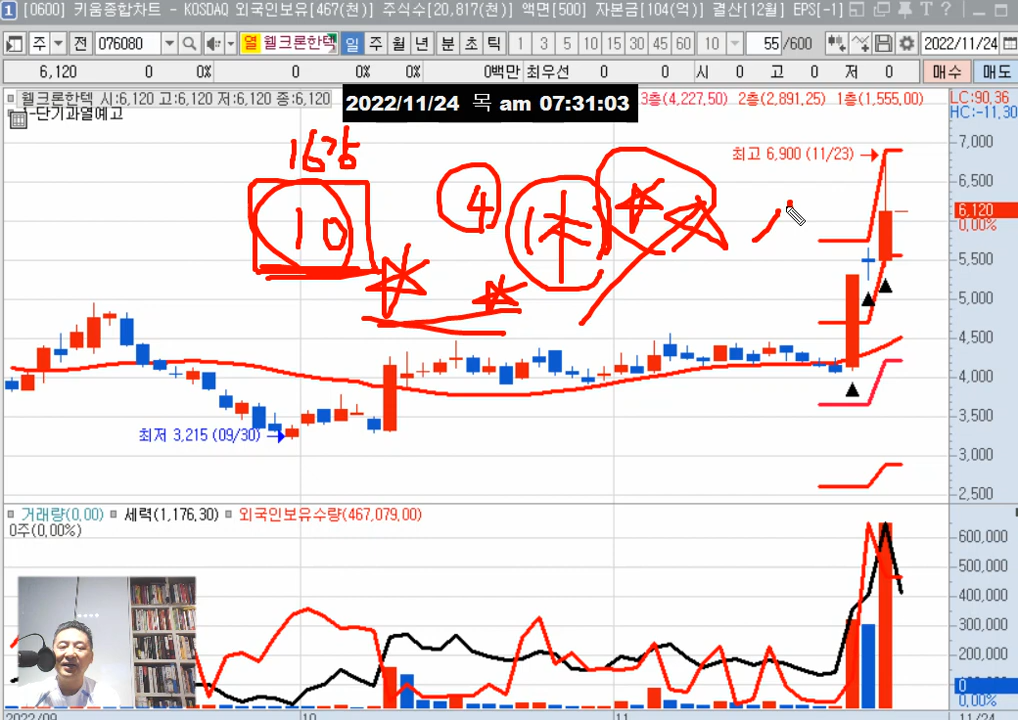 [0600] 키움종합차트 - KOSDAQ 외국인보유[467(천)] 주식수[20,817(천)] 액면[500] 자본금[104(억)] 결산[12월] EPS[-1
주 전 076080 열 웰크론한텍 일 주 월 년 분 초 틱 1 3 5 10 15 30 45 60 10 55 /600 2022/11/24
6,120 0 0% 0 0% 0% 0백만 최우선 0 0 시 0 고 0 저 0 매수 매도
웰크론한텍 시:6,120 고:6,120 저:6,120 종:6,120 2022/11/24 목 am 07:31:03 3층(4,227,50) 2층(2,891,25) 1층(1,555,00) LC:90,36
단기과열예고 HC:-11,30
16강
10
4
木
최고 6,900 (11/23)
7,000
6,500
6,120
0,00%
5,500
5,000
4,500
4,000
3,500
3,000
2,500
최저 3,215 (09/30)
거래량(0,00) 세력(1,176,30) 외국인보유수량(467,079,00)
0주(0,00%)
600,000
500,000
400,000
300,000
200,000
0
0,00%
2022/09 10 11 11/24